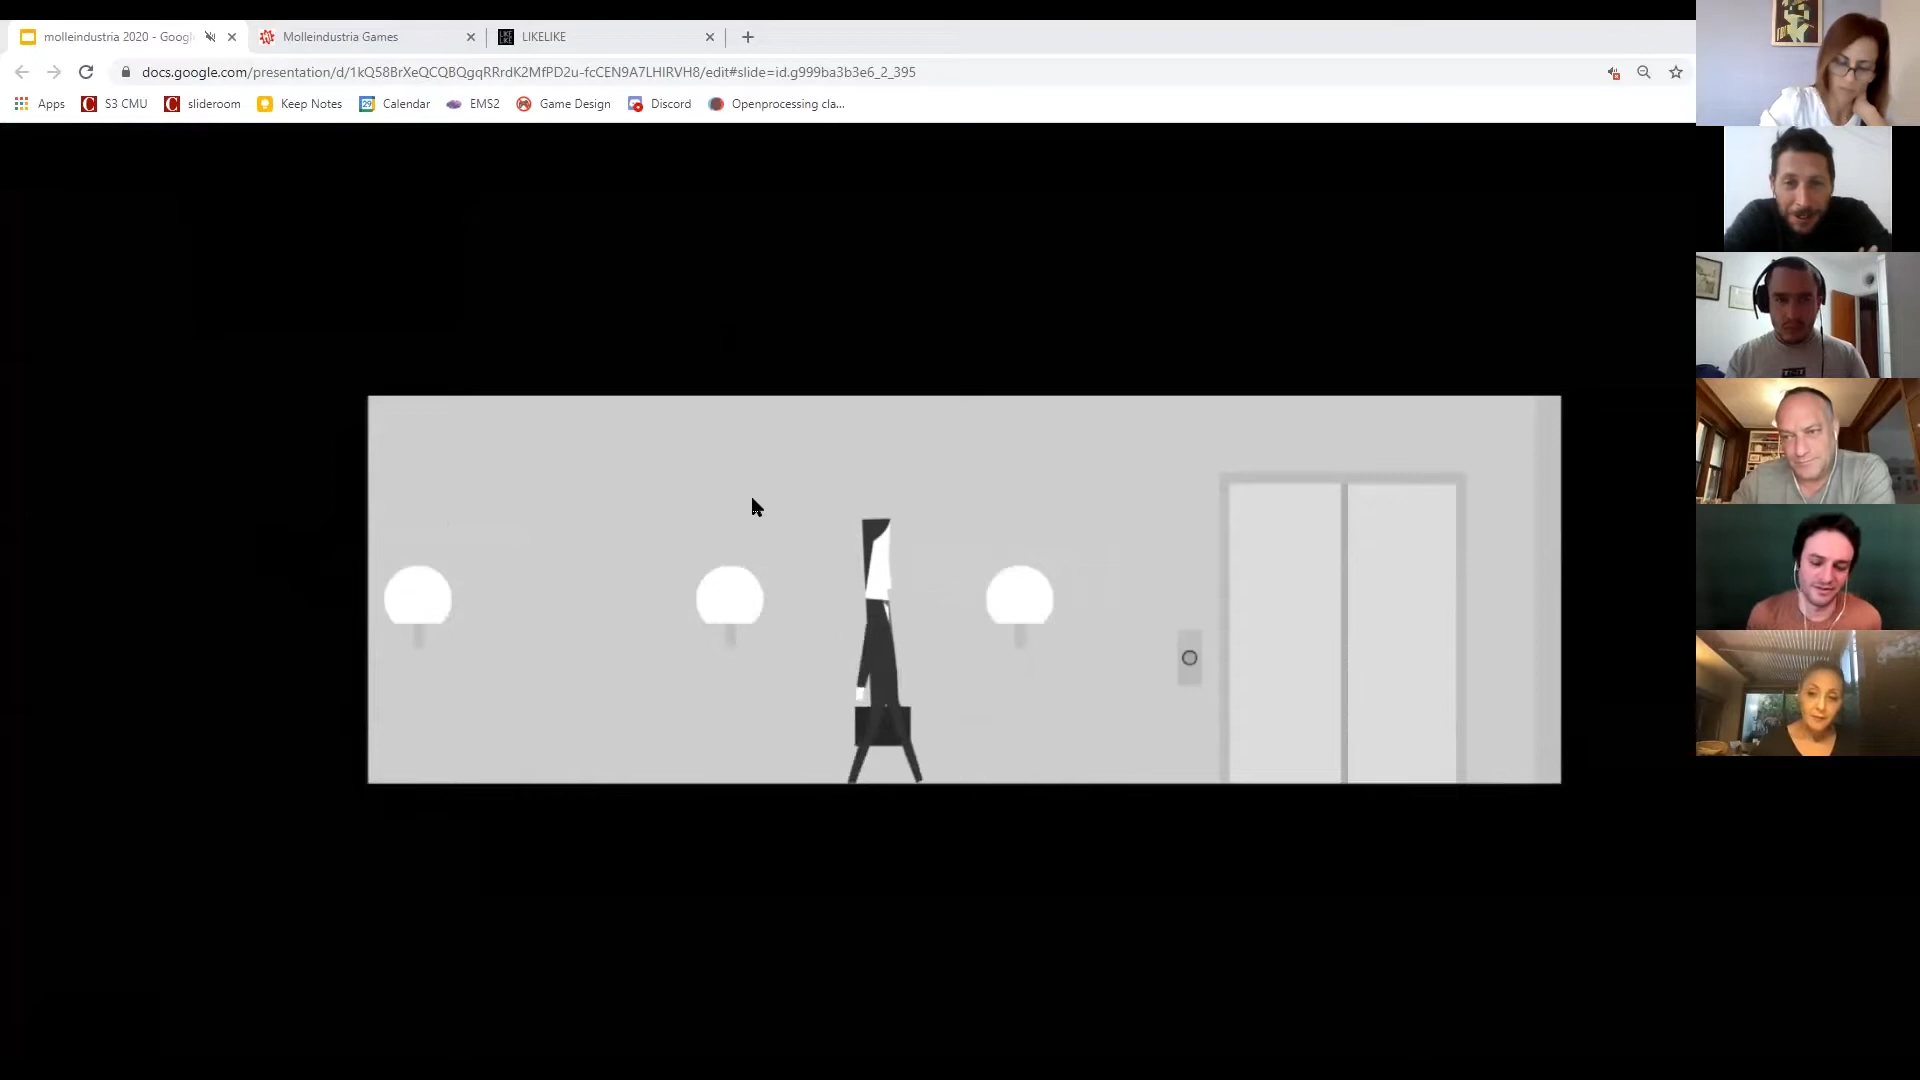 molleindustria 2020 - Googl
Molleindustria Games
LIKELIKE
docs.google.com/presentation/d/1kQ58BrXeQCQBQgqRRrdK2MfPD2u-fcCEN9A7LHIRVH8/edit#slide=id.g999ba3b3e6_2_395
Apps
S3 CMU
slideroom
Keep Notes
Calendar
EMS2
Game Design
Discord
Openprocessing cla...
TNT